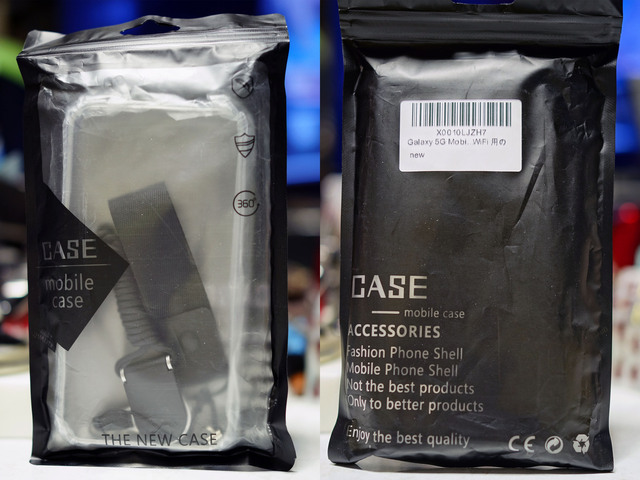 360°
CASE
mobile
case
THE NEW CASE
X0010LJZH7
Galaxy 5G Mobi...WiFi 用の
new
CASE
mobile case
ACCESSORIES
Fashion Phone Shell
Mobile Phone Shell
Not the best products
Only to better products
Enjoy the best quality
CE